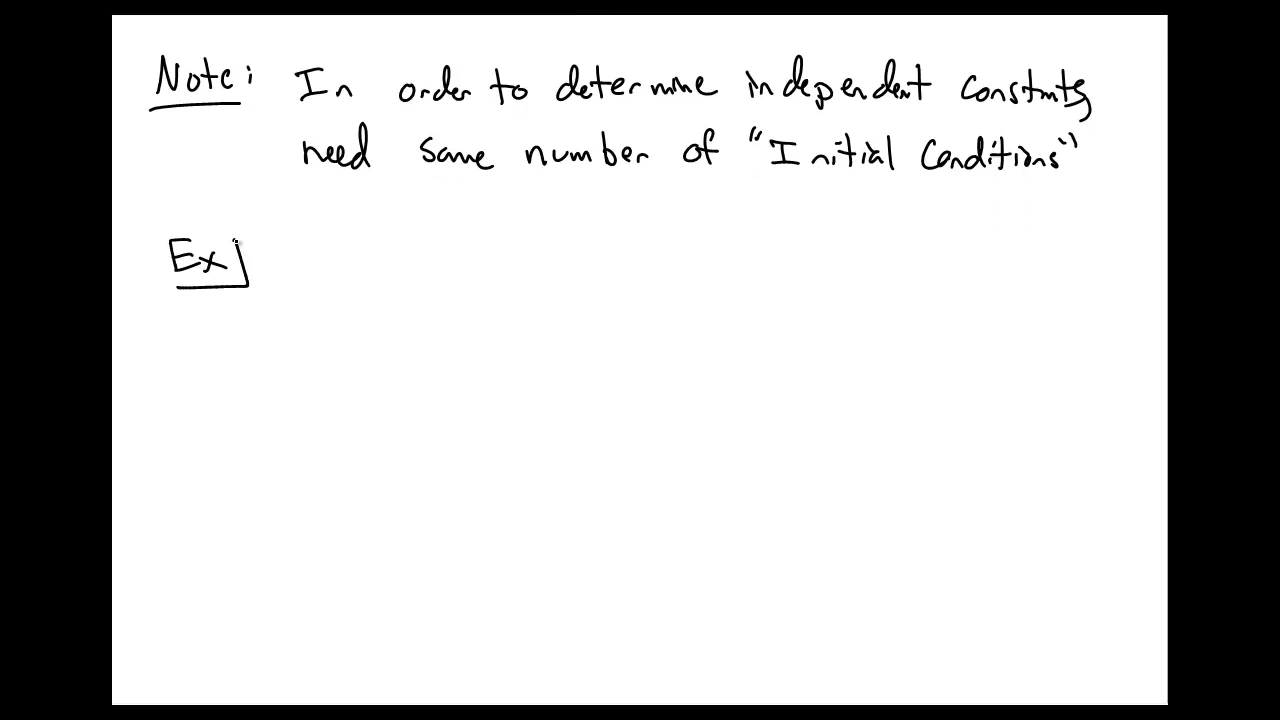 Note: In order to determine independent constants,
need same number of "Initial Conditions"
Ex]